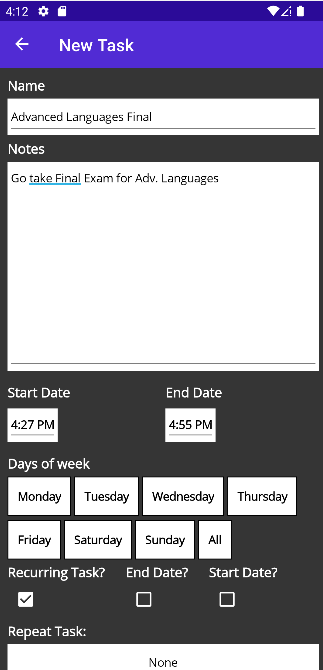 4:12
New Task
Name
Advanced Languages Final
Notes
Go take Final Exam for Adv. Languages
Start Date End Date
4:27 PM 4:55 PM
Days of week
Monday Tuesday Wednesday Thursday
Friday Saturday Sunday All
Recurring Task? End Date? Start Date?
Repeat Task:
None